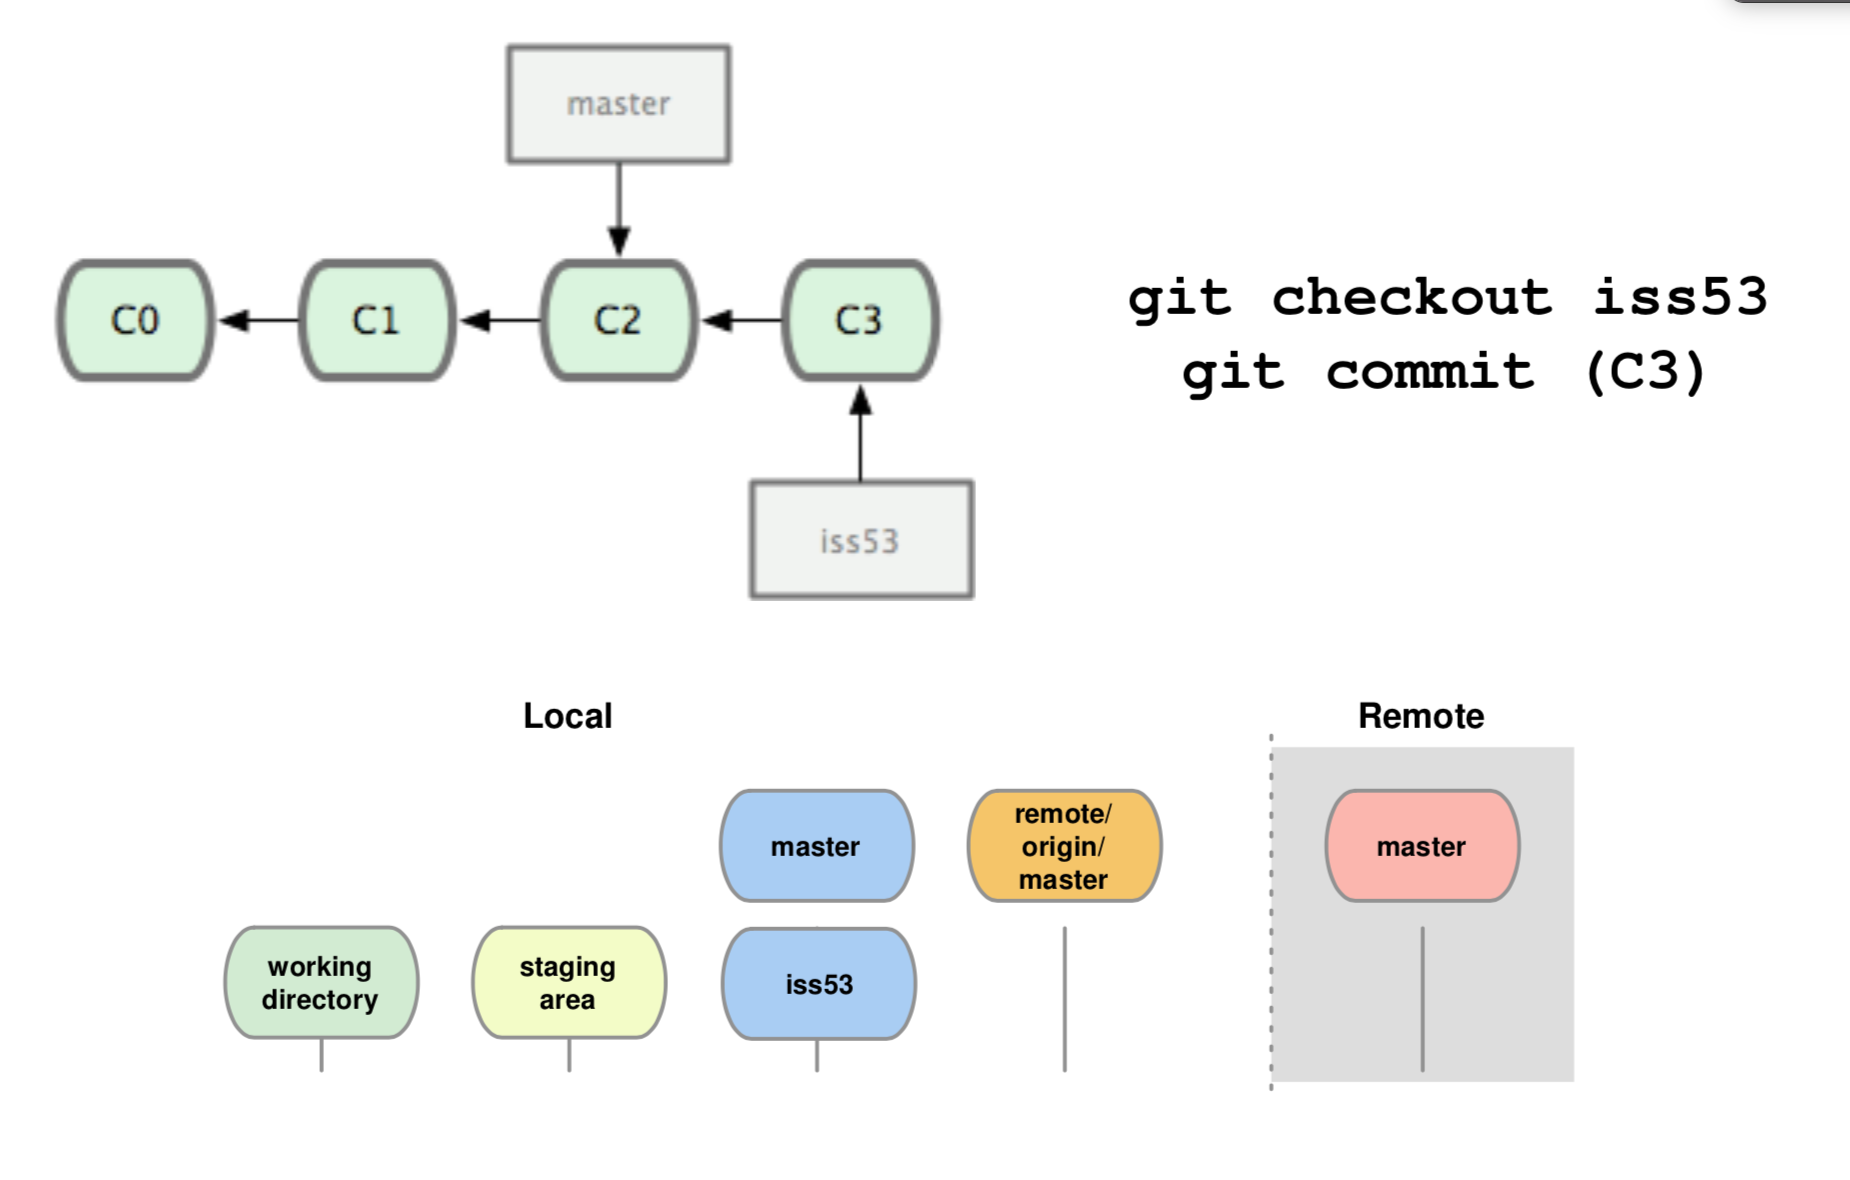 master
C0
C1
C2
C3
git checkout iss53
git commit (C3)
iss53
Local
Remote
master
remote/
origin/
master
master
working
directory
staging
area
iss53